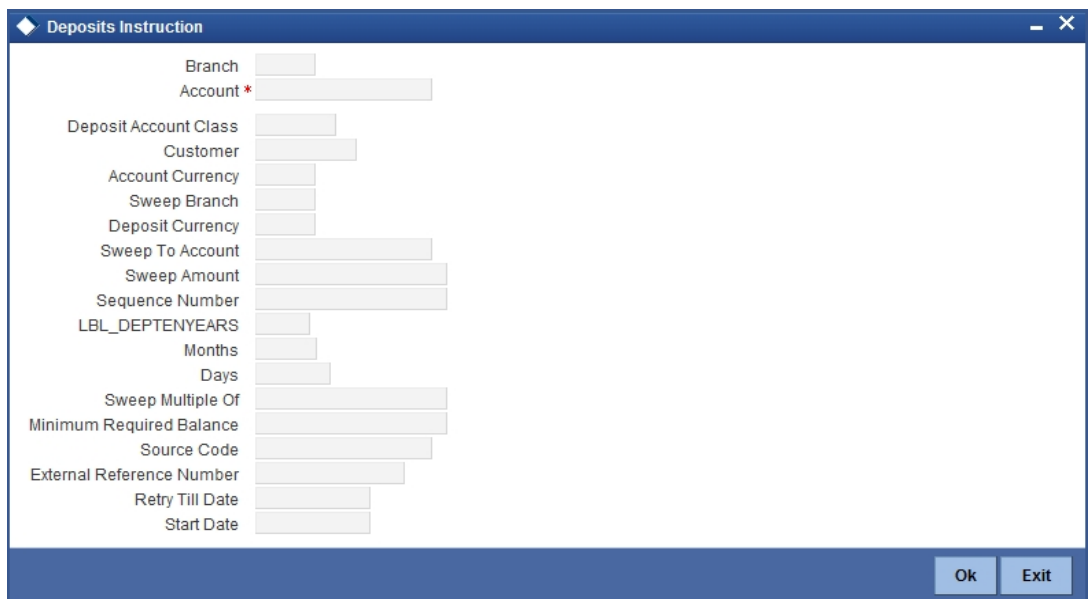 Deposits Instruction
Branch
Account *
Deposit Account Class
Customer
Account Currency
Sweep Branch
Deposit Currency
Sweep To Account
Sweep Amount
Sequence Number
LBL_DEPTENYEARS
Months
Days
Sweep Multiple Of
Minimum Required Balance
Source Code
External Reference Number
Retry Till Date
Start Date
Ok Exit